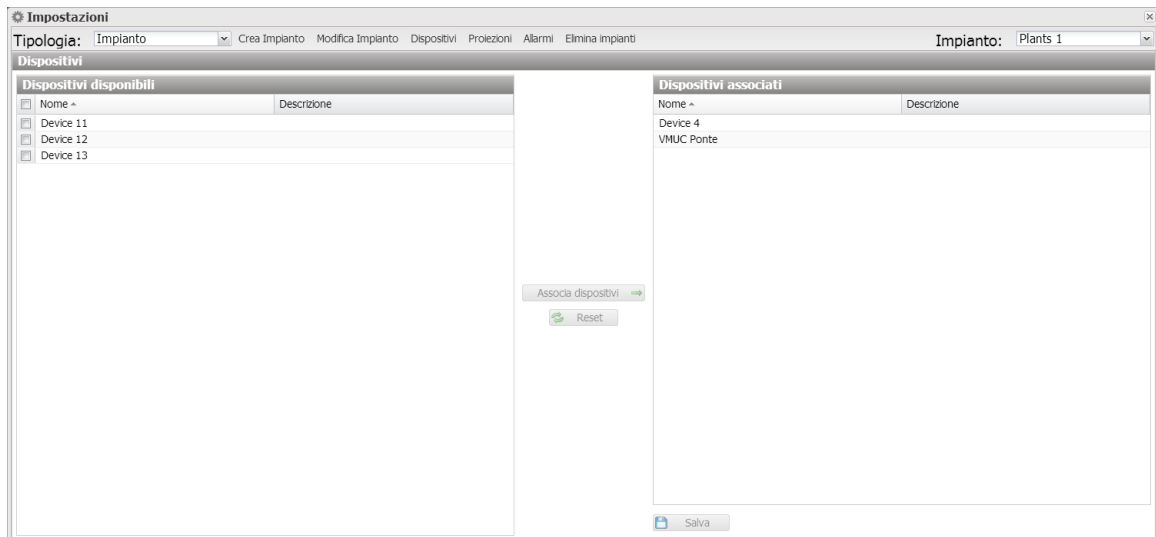 Impostazioni
Tipologia: Impianto Crea Impianto Modifica Impianto Dispositivi Proiezioni Allarmi Elimina impianti Impianto: Plants 1
Dispositivi
Dispositivi disponibili
Nome Descrizione
Device 11
Device 12
Device 13
Associa dispositivi
Reset
Dispositivi associati
Nome Descrizione
Device 4
VMUC Ponte
Salva